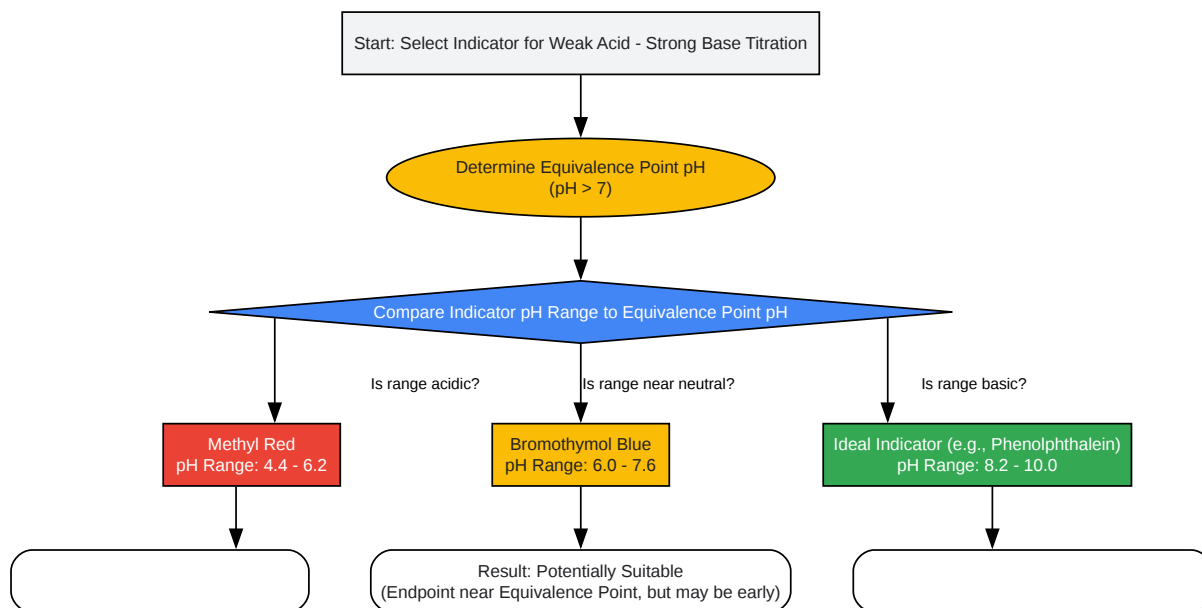 Start: Select Indicator for Weak Acid - Strong Base Titration
Determine Equivalence Point pH
(pH > 7)
Compare Indicator pH Range to Equivalence Point pH
Is range acidic?
Is range near neutral?
Is range basic?
Methyl Red
pH Range: 4.4 - 6.2
Bromothymol Blue
pH Range: 6.0 - 7.6
Ideal Indicator (e.g., Phenolphthalein)
pH Range: 8.2 - 10.0
Result: Potentially Suitable
(Endpoint near Equivalence Point, but may be early)